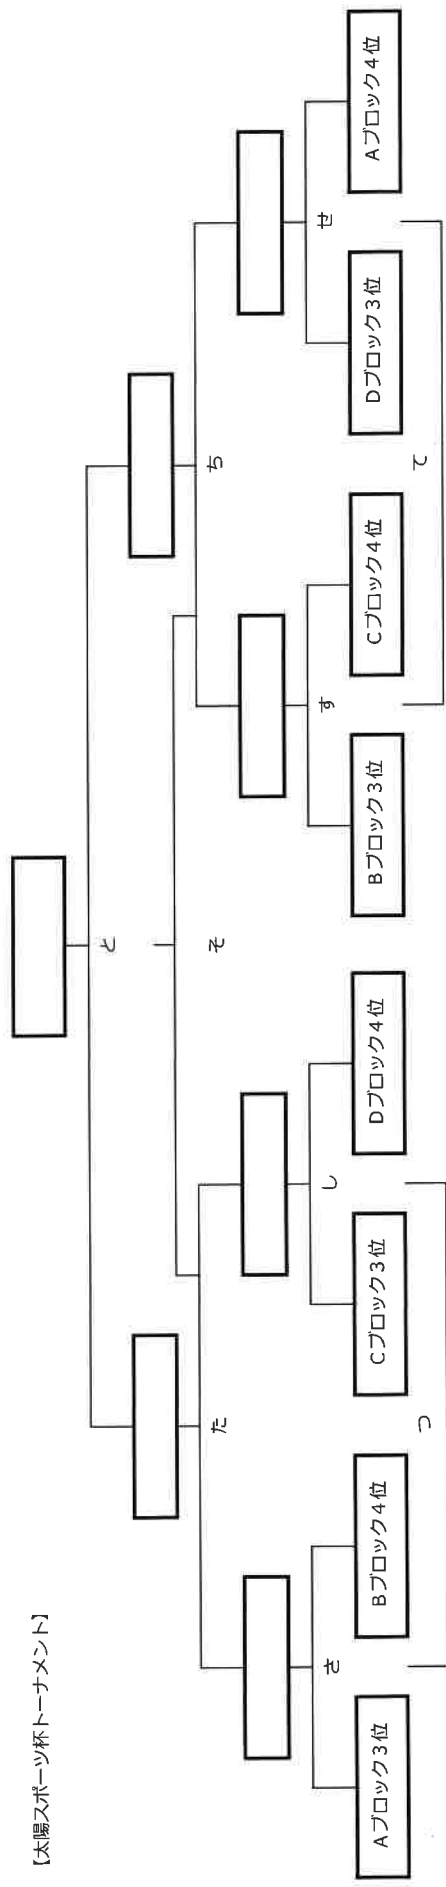 【太陽スポーツ杯トーナメント】
と
そ
た
ち
さ
し
す
せ
Aブロック3位
Bブロック4位
Cブロック3位
Dブロック4位
Bブロック3位
Cブロック4位
Dブロック3位
Aブロック4位
つ
て